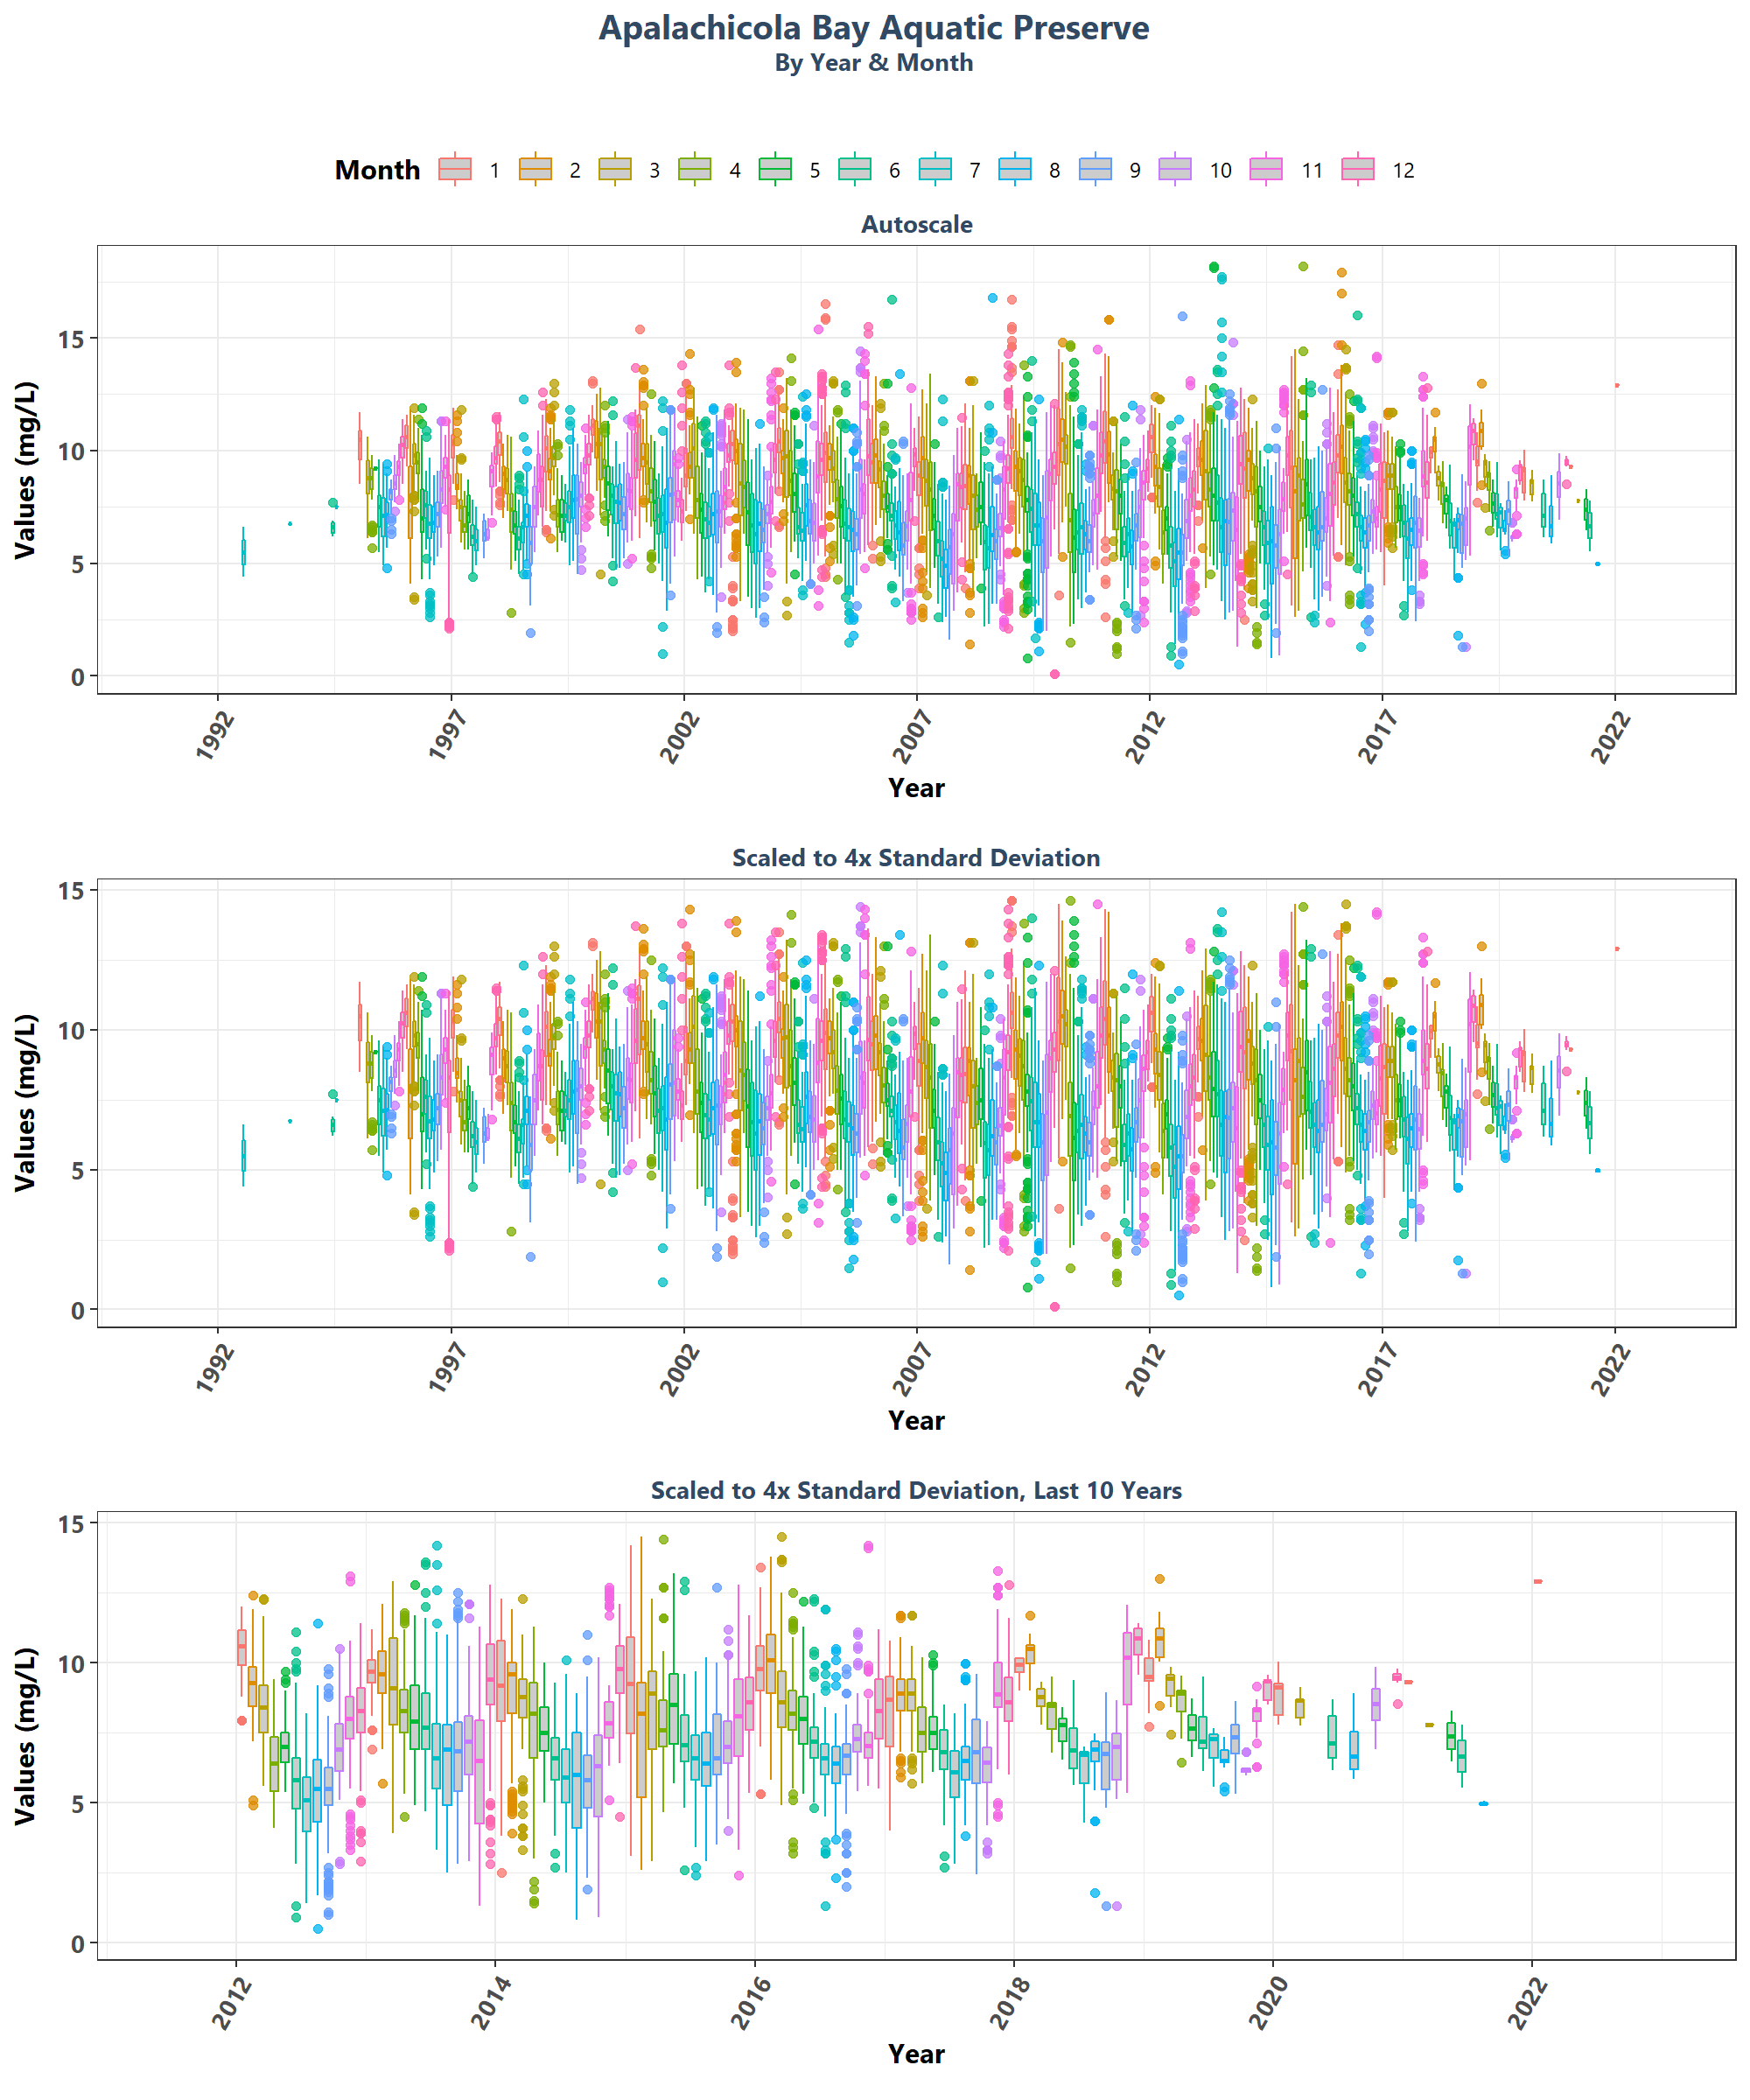 Apalachicola Bay Aquatic Preserve
By Year & Month
Month 1 2 3 4 5 6 7 8 9 10 11 12
Autoscale
Values (mg/L)
15
10
5
0
1992 1997 2002 2007 2012 2017 2022
Year
Scaled to 4x Standard Deviation
Values (mg/L)
15
10
5
0
1992 1997 2002 2007 2012 2017 2022
Year
Scaled to 4x Standard Deviation, Last 10 Years
Values (mg/L)
15
10
5
0
2012 2014 2016 2018 2020 2022
Year